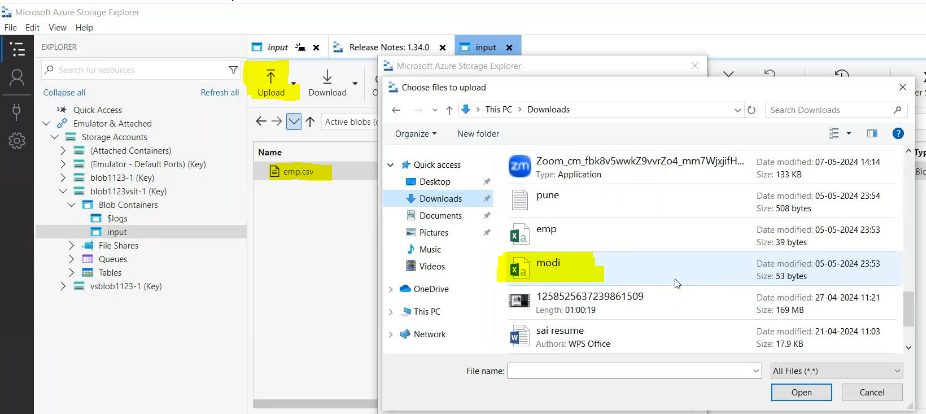 Microsoft Azure Storage Explorer
File Edit View Help
EXPLORER
Search for resources
Collapse all Refresh all
Quick Access
Emulator & Attached
Storage Accounts
(Attached Containers)
(Emulator - Default Ports) (Key)
blob1123-1 (Key)
blob1123vsit-1 (Key)
Blob Containers
$logs
input
File Shares
Queues
Tables
vsblob1123-1 (Key)
input
Release Notes: 1.34.0
input
Upload
Download
Active blobs (
Name
emp.csv
Microsoft Azure Storage Explorer
Choose files to upload
This PC > Downloads
Search Downloads
Organize
New folder
Quick access
Desktop
Downloads
Documents
Pictures
Music
Videos
OneDrive
This PC
Network
Zoom_cm_fbk8v5wwkZ9vvrZo4_mm7WjxjifH...
Type: Application
Date modified: 07-05-2024 14:14
Size: 133 KB
pune
Date modified: 05-05-2024 23:54
Size: 508 bytes
emp
Date modified: 05-05-2024 23:53
Size: 39 bytes
modi
Date modified: 05-05-2024 23:53
Size: 53 bytes
1258525637239861509
Length: 01:00:19
Date modified: 27-04-2024 11:21
Size: 169 MB
sai resume
Authors: WPS Office
Date modified: 21-04-2024 11:03
Size: 17.9 KB
File name:
All Files (*.*)
Open
Cancel